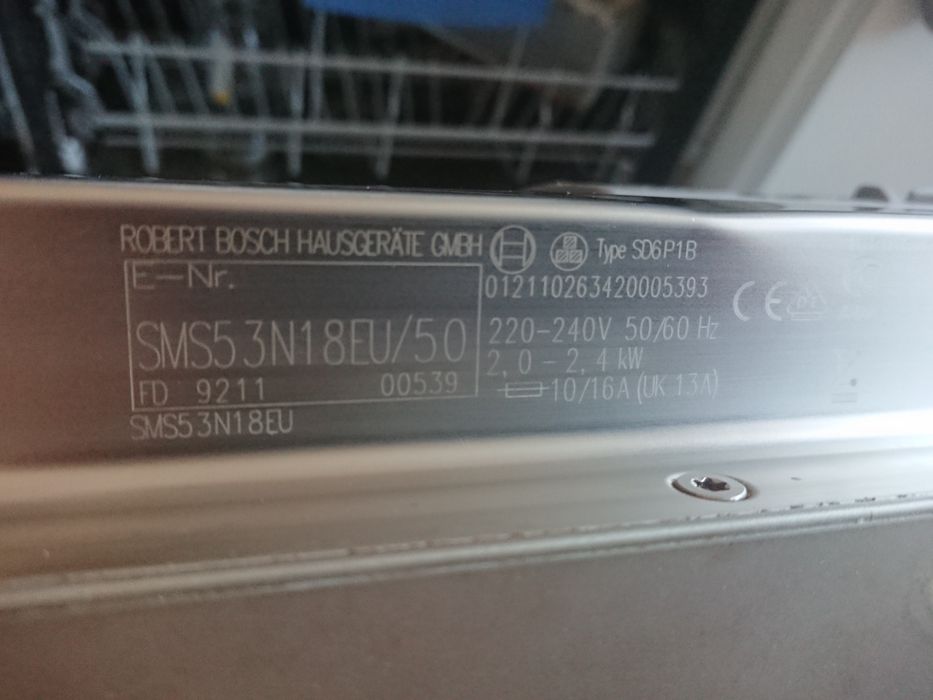 ROBERT BOSCH HAUSGERÄTE GMBH
Type SD6P1B
E-Nr.
012110263420005393
SMS53N18EU/50
220-240V 50/60 Hz
2,0 - 2,4 kW
FD 9211 00539
10/16A (UK 13A)
SMS53N18EU
CE